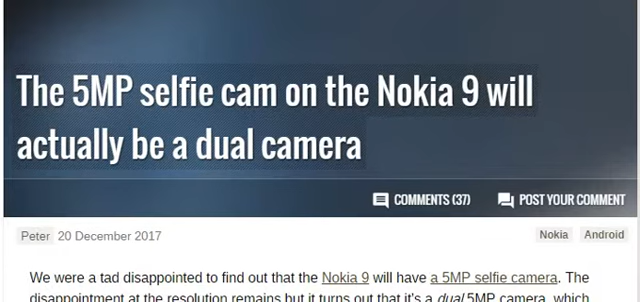 The 5MP selfie cam on the Nokia 9 will
actually be a dual camera
COMMENTS (37) POST YOUR COMMENT
Peter 20 December 2017 Nokia Android
We were a tad disappointed to find out that the Nokia 9 will have a 5MP selfie camera. The
disappointment at the resolution remains but it turns out that it's a dual 5MP camera, which